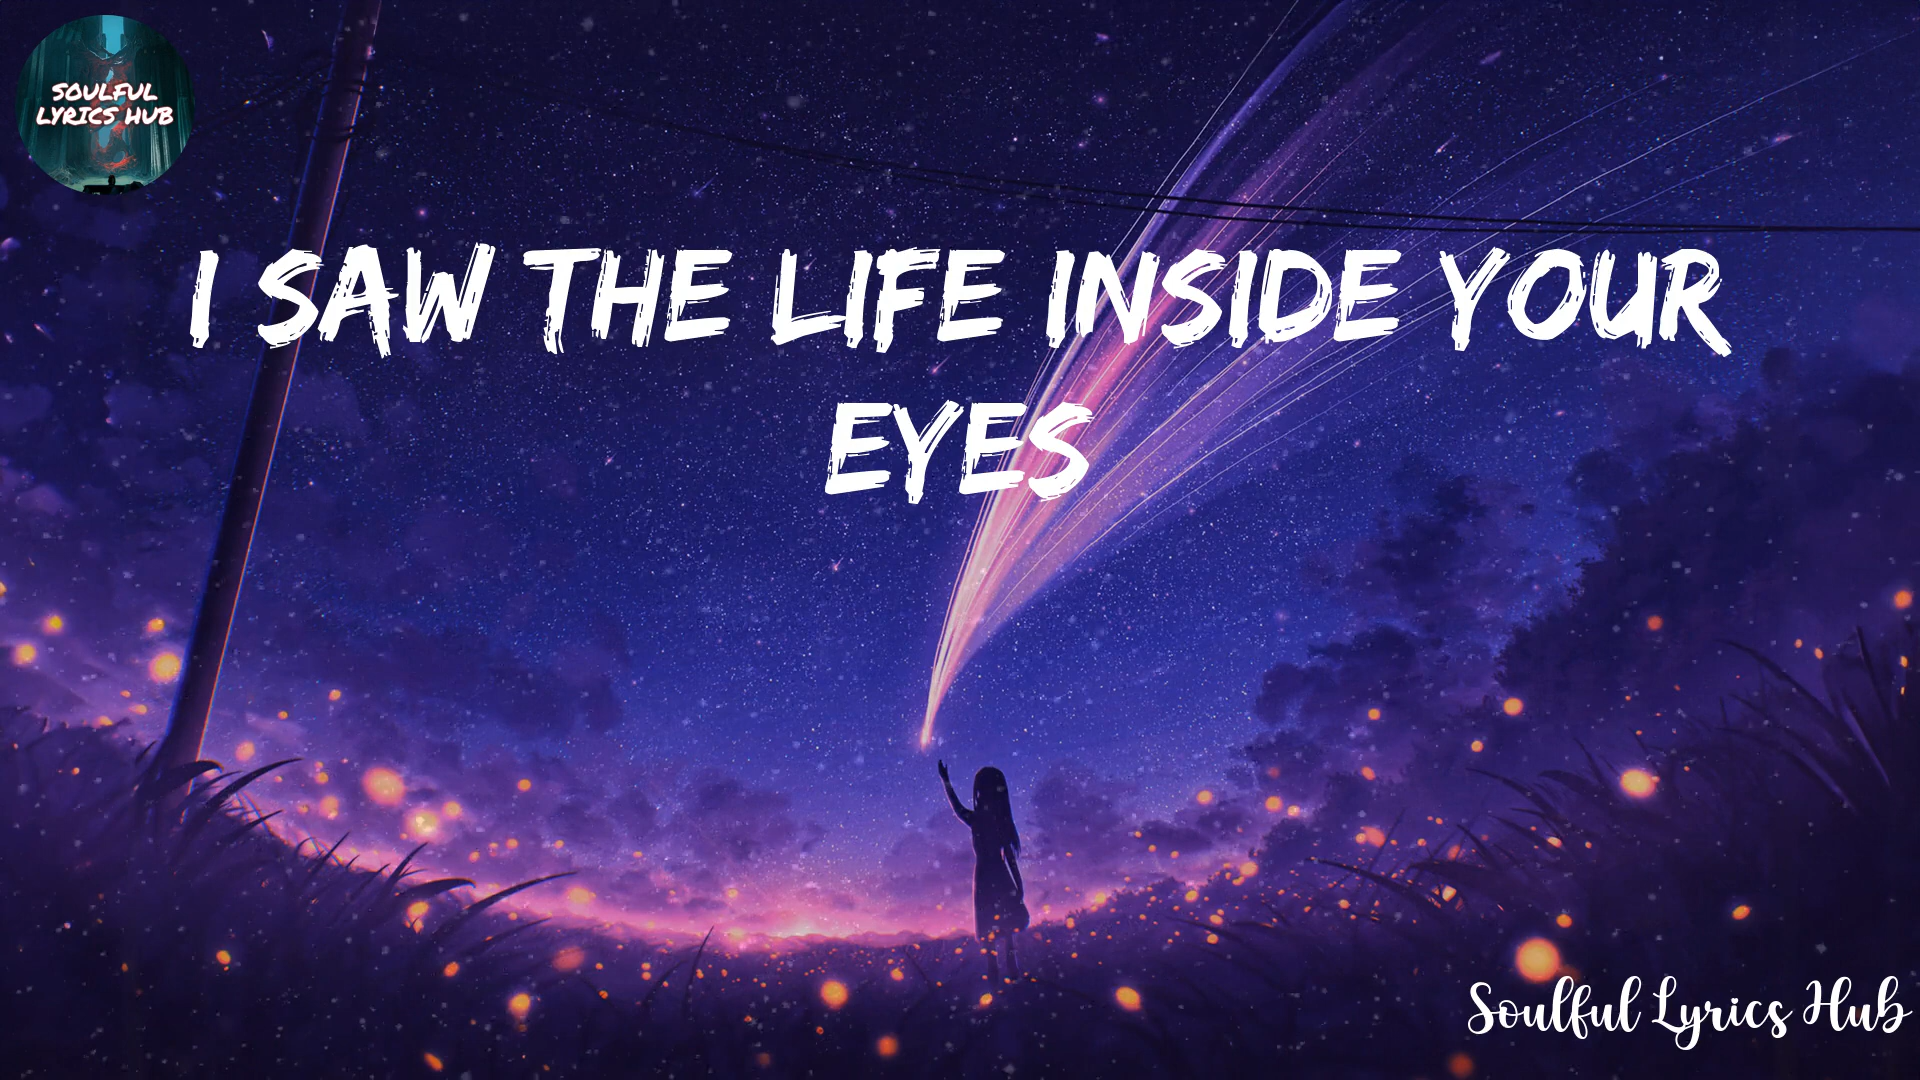 SOULFUL
LYRICS HUB
I SAW THE LIFE INSIDE YOUR
EYES
Soulful Lyrics Hub